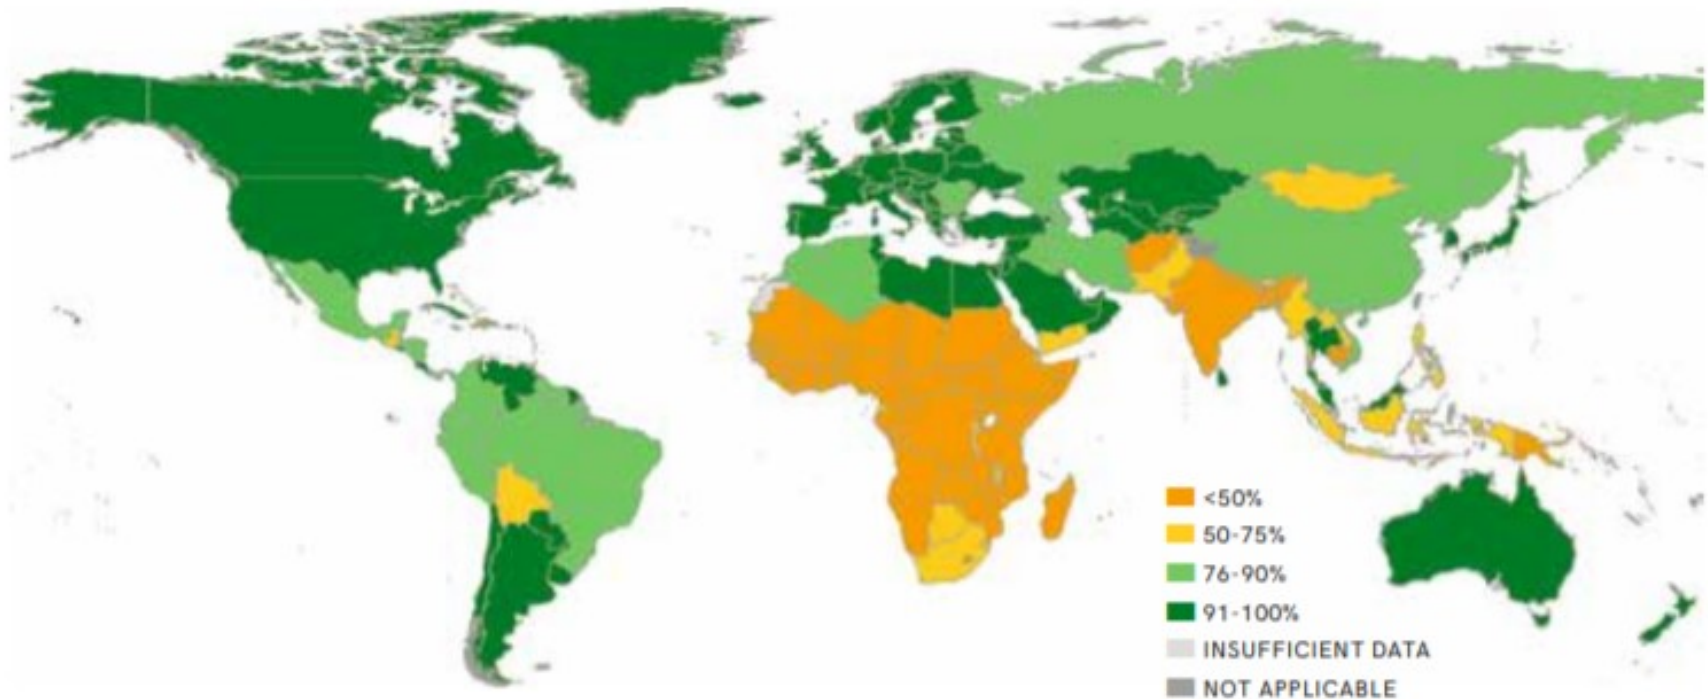 <50%
50-75%
76-90%
91-100%
INSUFFICIENT DATA
NOT APPLICABLE